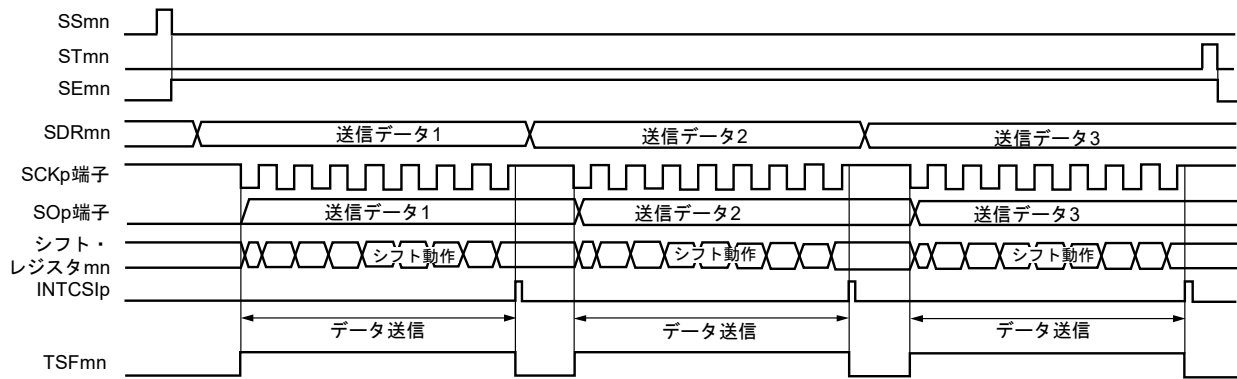 SSmn
STmn
SEmn
SDRmn 送信データ1 送信データ2 送信データ3
SCKp端子
SOp端子 送信データ1 送信データ2 送信データ3
シフト・
レジスタmn シフト動作 シフト動作 シフト動作
INTCSIp
データ送信 データ送信 データ送信
TSFmn